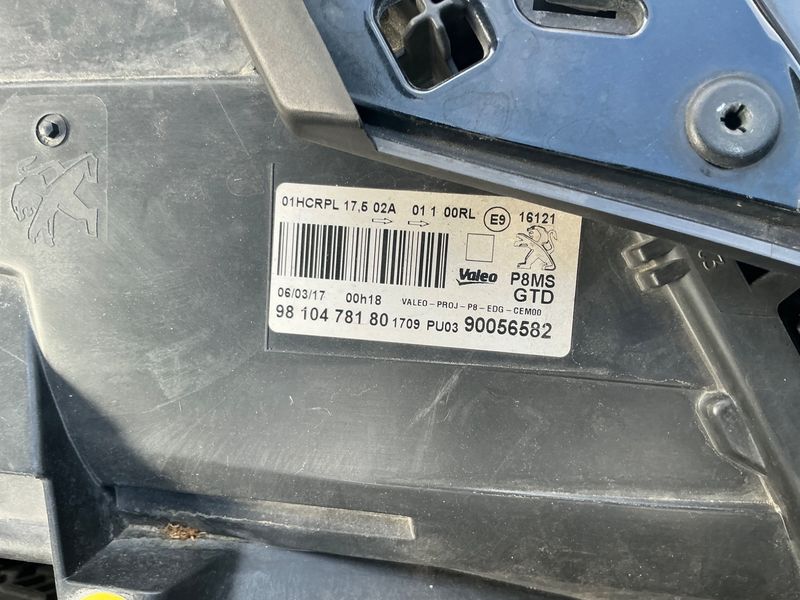 01HCRPL 17,5 02A 01 1 00RL E9 16121
Valeo P8MS
GTD
06/03/17 00h18 VALEO-PROJ-P8-EDG-CEM00
98 104 781 80 1709 PU03 90056582